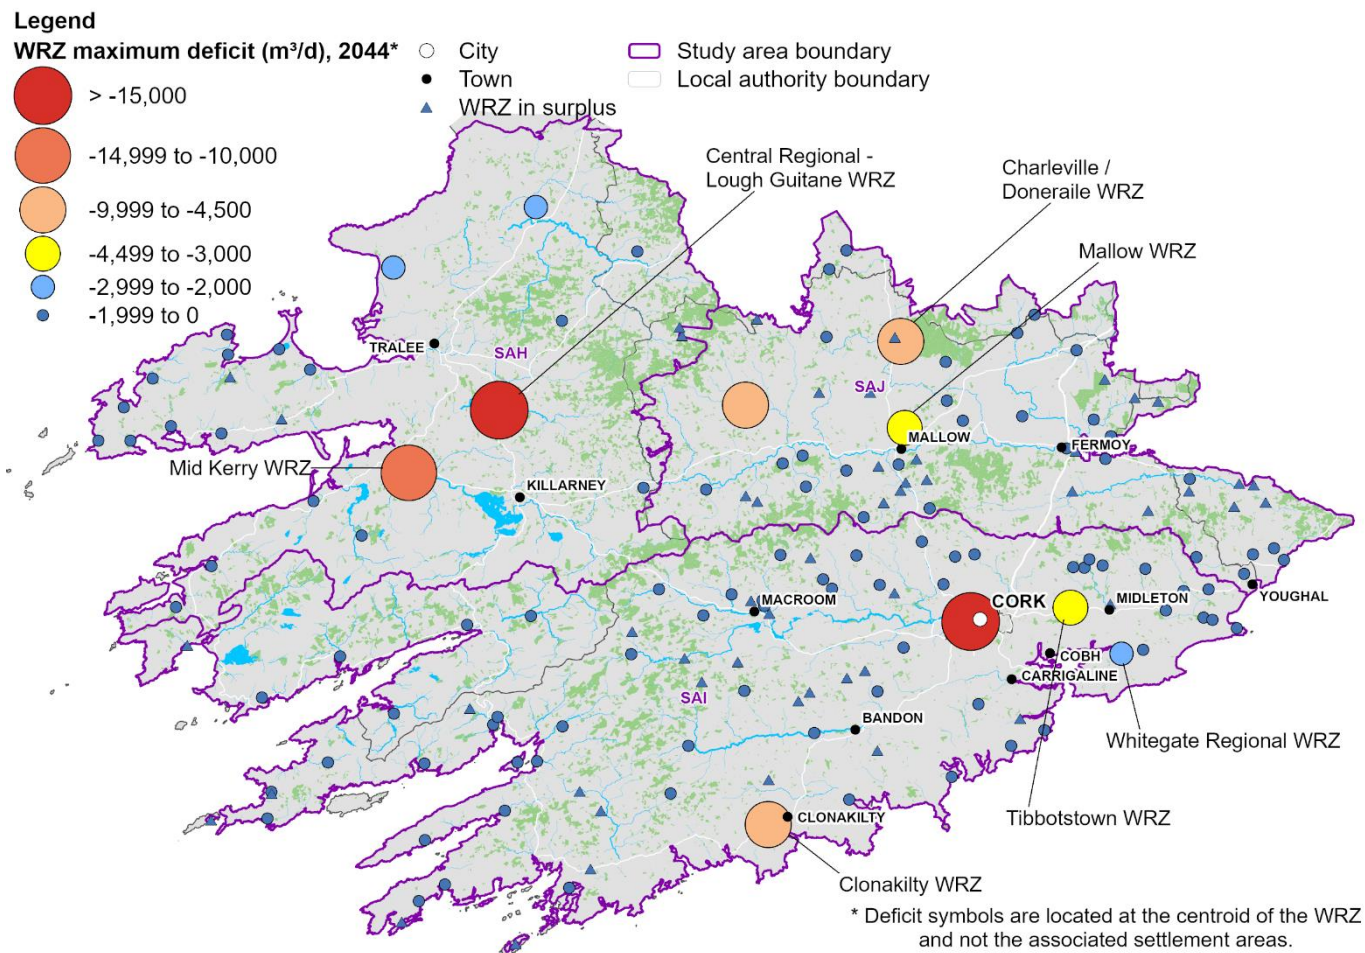 Legend
WRZ maximum deficit (m³/d), 2044*
> -15,000
-14,999 to -10,000
-9,999 to -4,500
-4,499 to -3,000
-2,999 to -2,000
-1,999 to 0
City
Town
WRZ in surplus
Study area boundary
Local authority boundary
Central Regional -
Lough Guitane WRZ
Charleville /
Doneraile WRZ
Mallow WRZ
TRALEE
SAH
SAJ
MALLOW
FERMOY
Mid Kerry WRZ
KILLARNEY
MACROOM
CORK
MIDLETON
YOUGHAL
COBH
CARRIGALINE
SAI
BANDON
Whitegate Regional WRZ
Tibbotstown WRZ
CLONAKILTY
Clonakilty WRZ
* Deficit symbols are located at the centroid of the WRZ
and not the associated settlement areas.